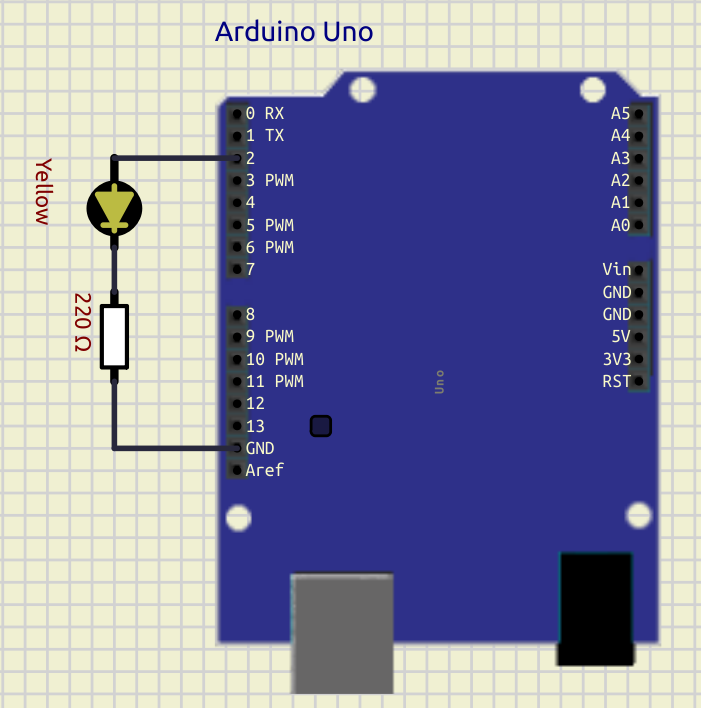 Arduino Uno
Yellow
220 Ω
0 RX
1 TX
2
3 PWM
4
5 PWM
6 PWM
7
8
9 PWM
10 PWM
11 PWM
12
13
GND
Aref
A5
A4
A3
A2
A1
A0
Vin
GND
GND
5V
3V3
RST
Uno